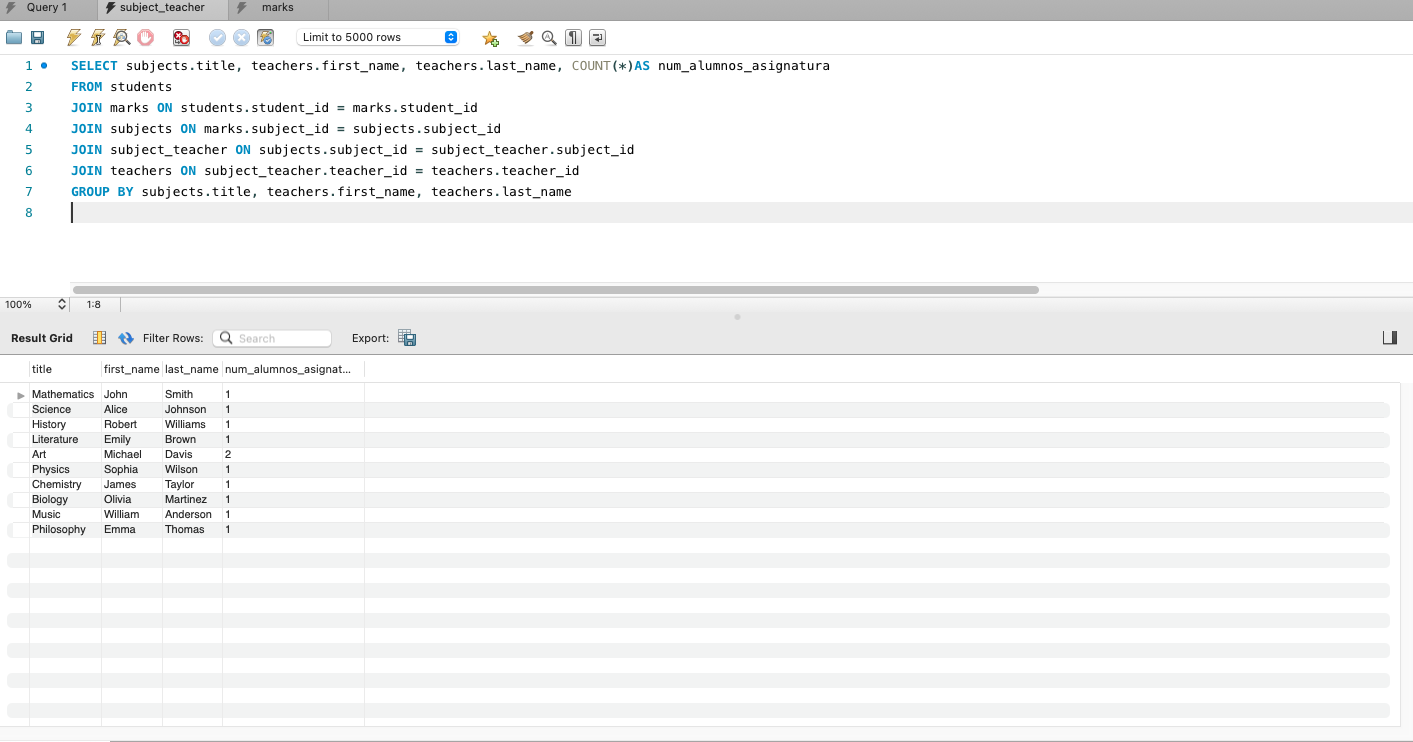 Query 1 subject_teacher marks
Limit to 5000 rows
1 SELECT subjects.title, teachers.first_name, teachers.last_name, COUNT(*)AS num_alumnos_asignatura
2 FROM students
3 JOIN marks ON students.student_id = marks.student_id
4 JOIN subjects ON marks.subject_id = subjects.subject_id
5 JOIN subject_teacher ON subjects.subject_id = subject_teacher.subject_id
6 JOIN teachers ON subject_teacher.teacher_id = teachers.teacher_id
7 GROUP BY subjects.title, teachers.first_name, teachers.last_name
8
100% 1:8
Result Grid Filter Rows: Search Export:
title first_name last_name num_alumnos_asignat...
Mathematics John Smith 1
Science Alice Johnson 1
History Robert Williams 1
Literature Emily Brown 1
Art Michael Davis 2
Physics Sophia Wilson 1
Chemistry James Taylor 1
Biology Olivia Martinez 1
Music William Anderson 1
Philosophy Emma Thomas 1